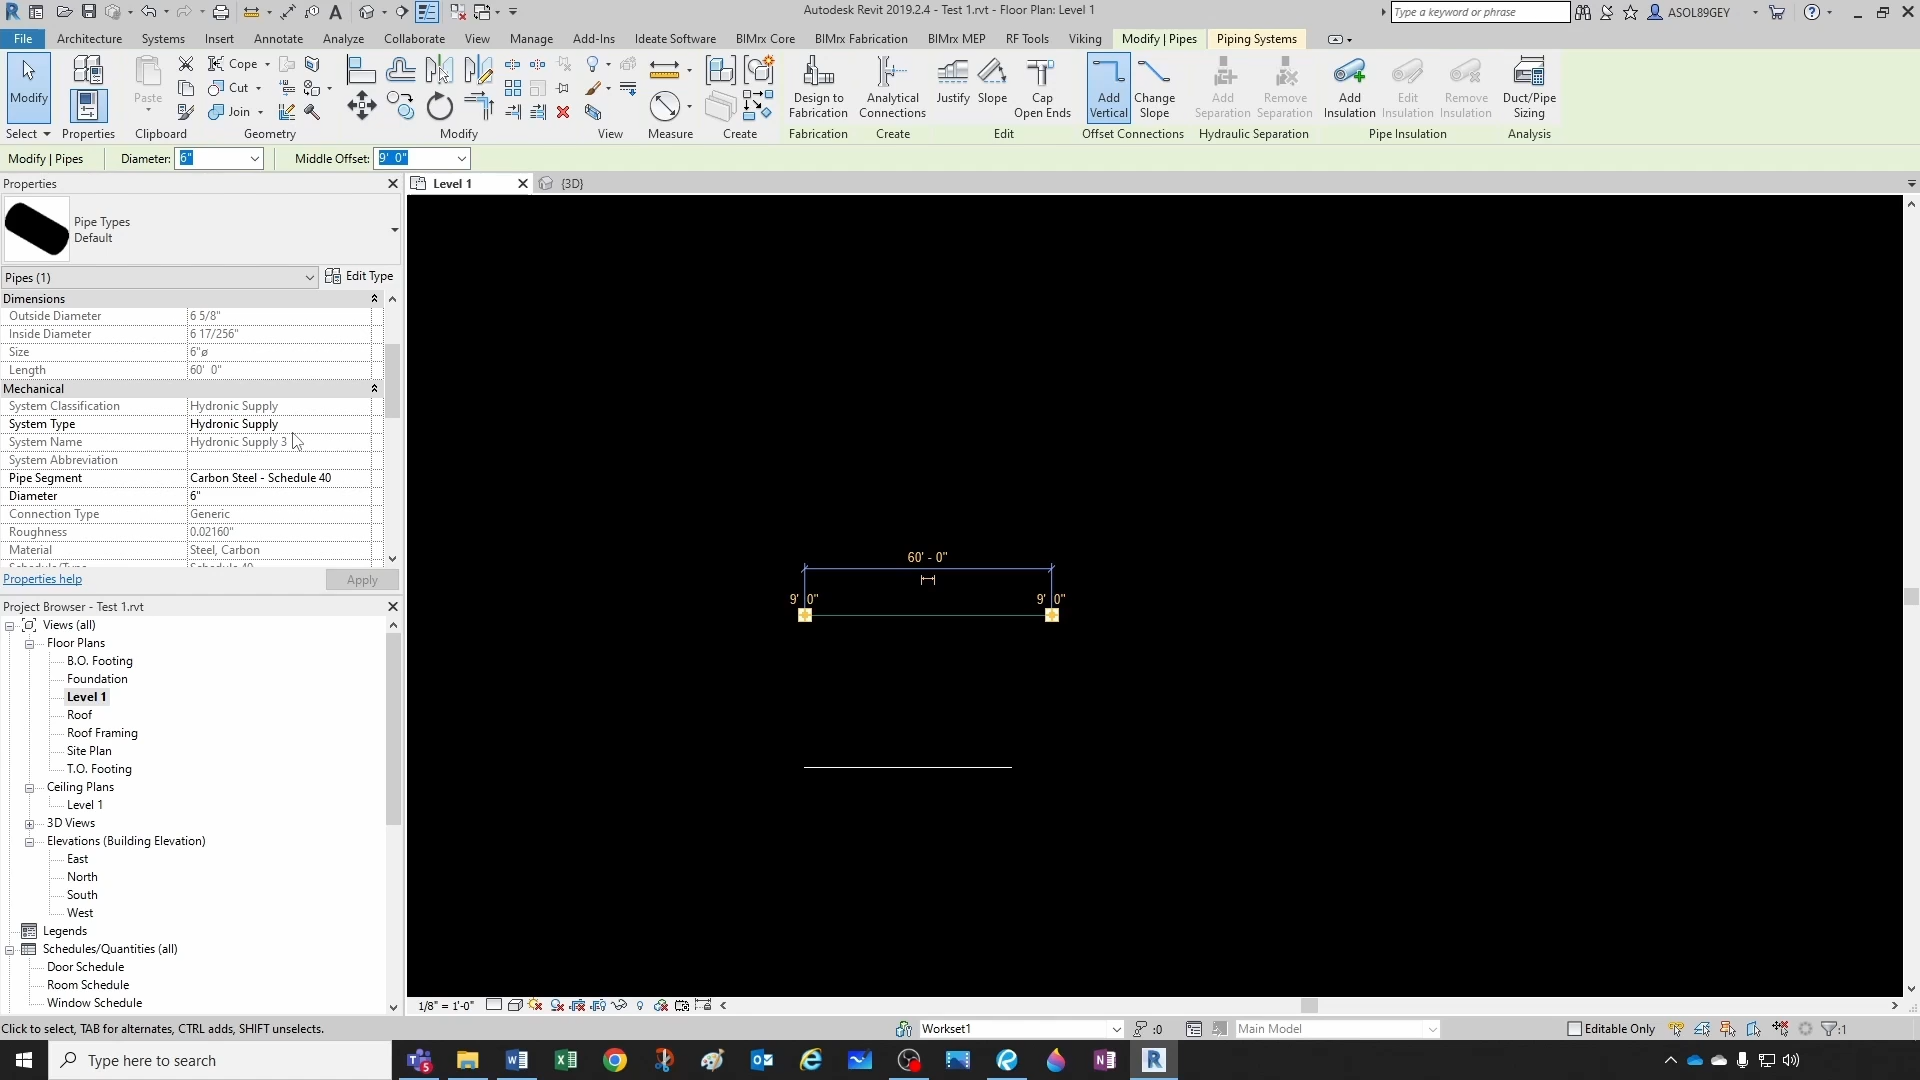 Autodesk Revit 2019.2.4 - Test 1.rvt - Floor Plan: Level 1
Type a keyword or phrase
ASOL89GEY
File Architecture Systems Insert Annotate Analyze Collaborate View Manage Add-Ins Ideate Software BIMrx Core BIMrx Fabrication BIMrx MEP RF Tools Viking Modify | Pipes Piping Systems
Modify
Paste
Cope
Cut
Join
Design to Fabrication
Analytical Connections
Justify
Slope
Cap Open Ends
Add Vertical
Change Slope
Add Separation
Remove Separation
Add Insulation
Edit Insulation
Remove Insulation
Duct/Pipe Sizing
Select Properties Clipboard Geometry Modify View Measure Create Fabrication Create Edit Offset Connections Hydraulic Separation Pipe Insulation Analysis
Modify | Pipes Diameter: 6" Middle Offset: 9' 0"
Properties
Level 1
{3D}
Pipe Types
Default
Pipes (1) Edit Type
Dimensions
Outside Diameter 6 5/8"
Inside Diameter 6 17/256"
Size 6"ø
Length 60' 0"
Mechanical
System Classification Hydronic Supply
System Type Hydronic Supply
System Name Hydronic Supply 3
System Abbreviation
Pipe Segment Carbon Steel - Schedule 40
Diameter 6"
Connection Type Generic
Roughness 0.02160"
Material Steel, Carbon
Properties help Apply
60' - 0"
9' 0" 9' 0"
Project Browser - Test 1.rvt
Views (all)
Floor Plans
B.O. Footing
Foundation
Level 1
Roof
Roof Framing
Site Plan
T.O. Footing
Ceiling Plans
Level 1
3D Views
Elevations (Building Elevation)
East
North
South
West
Legends
Schedules/Quantities (all)
Door Schedule
Room Schedule
Window Schedule
1/8" = 1'-0"
Click to select, TAB for alternates, CTRL adds, SHIFT unselects.
Workset1
:0
Main Model
Editable Only
:1
Type here to search